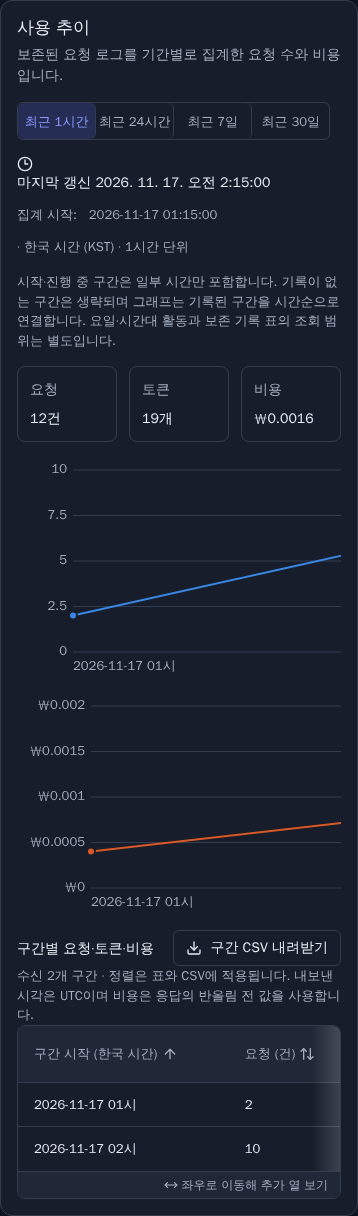 사용 추이
보존된 요청 로그를 기간별로 집계한 요청 수와 비용
입니다.
최근 1시간 최근 24시간 최근 7일 최근 30일
마지막 갱신 2026. 11. 17. 오전 2:15:00
집계 시작: 2026-11-17 01:15:00
· 한국 시간 (KST) · 1시간 단위
시작·진행 중 구간은 일부 시간만 포함합니다. 기록이 없
는 구간은 생략되며 그래프는 기록된 구간을 시간순으로
연결합니다. 요일·시간대 활동과 보존 기록 표의 조회 범
위는 별도입니다.
요청 토큰 비용
12건 19개 ₩0.0016
10
7.5
5
2.5
0
2026-11-17 01시
₩0.002
₩0.0015
₩0.001
₩0.0005
₩0
2026-11-17 01시
구간별 요청·토큰·비용 구간 CSV 내려받기
수신 2개 구간 · 정렬은 표와 CSV에 적용됩니다. 내보낸
시각은 UTC이며 비용은 응답의 반올림 전 값을 사용합니
다.
구간 시작 (한국 시간) ↑ 요청 (건) ↑↓
2026-11-17 01시 2
2026-11-17 02시 10
↔ 좌우로 이동해 추가 열 보기